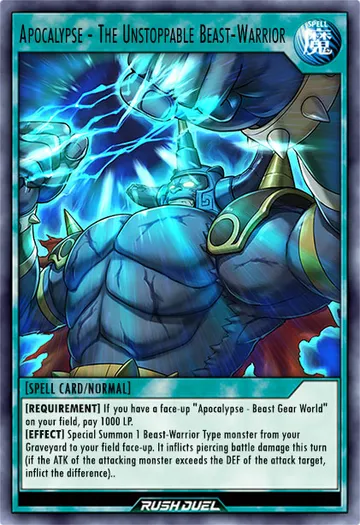 Apocalypse - The Unstoppable Beast-Warrior
SPELL
魔
[SPELL CARD/NORMAL]
[REQUIREMENT] If you have a face-up "Apocalypse - Beast Gear World"
on your field, pay 1000 LP.
[EFFECT] Special Summon 1 Beast-Warrior Type monster from your
Graveyard to your field face-up. It inflicts piercing battle damage this turn
(if the ATK of the attacking monster exceeds the DEF of the attack target,
inflict the difference)..
RUSH DUEL